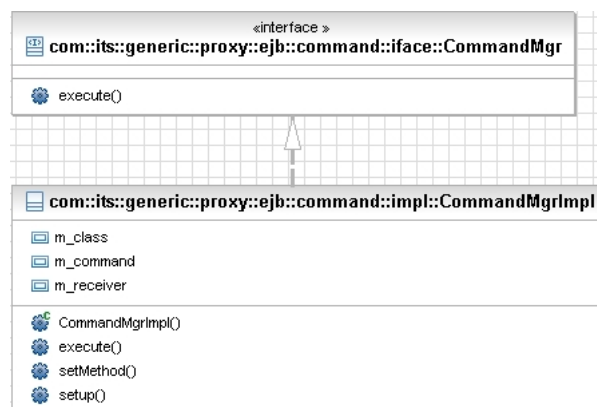 «interface »
com::its::generic::proxy::ejb::command::iface::CommandMgr
execute()
com::its::generic::proxy::ejb::command::impl::CommandMgrImpl
m_class
m_command
m_receiver
CommandMgrImpl()
execute()
setMethod()
setup()